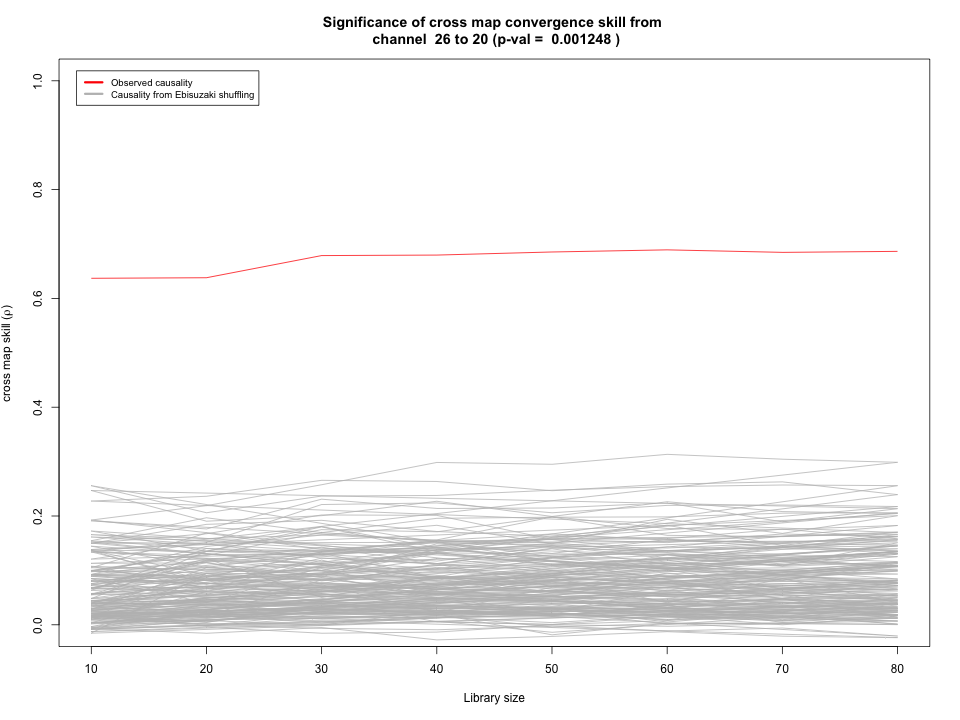 Significance of cross map convergence skill from
channel  26 to 20 (p-val =  0.001248 )
Observed causality
Causality from Ebisuzaki shuffling
1.0
0.8
0.6
0.4
0.2
0.0
cross map skill (ρ)
10 20 30 40 50 60 70 80
Library size